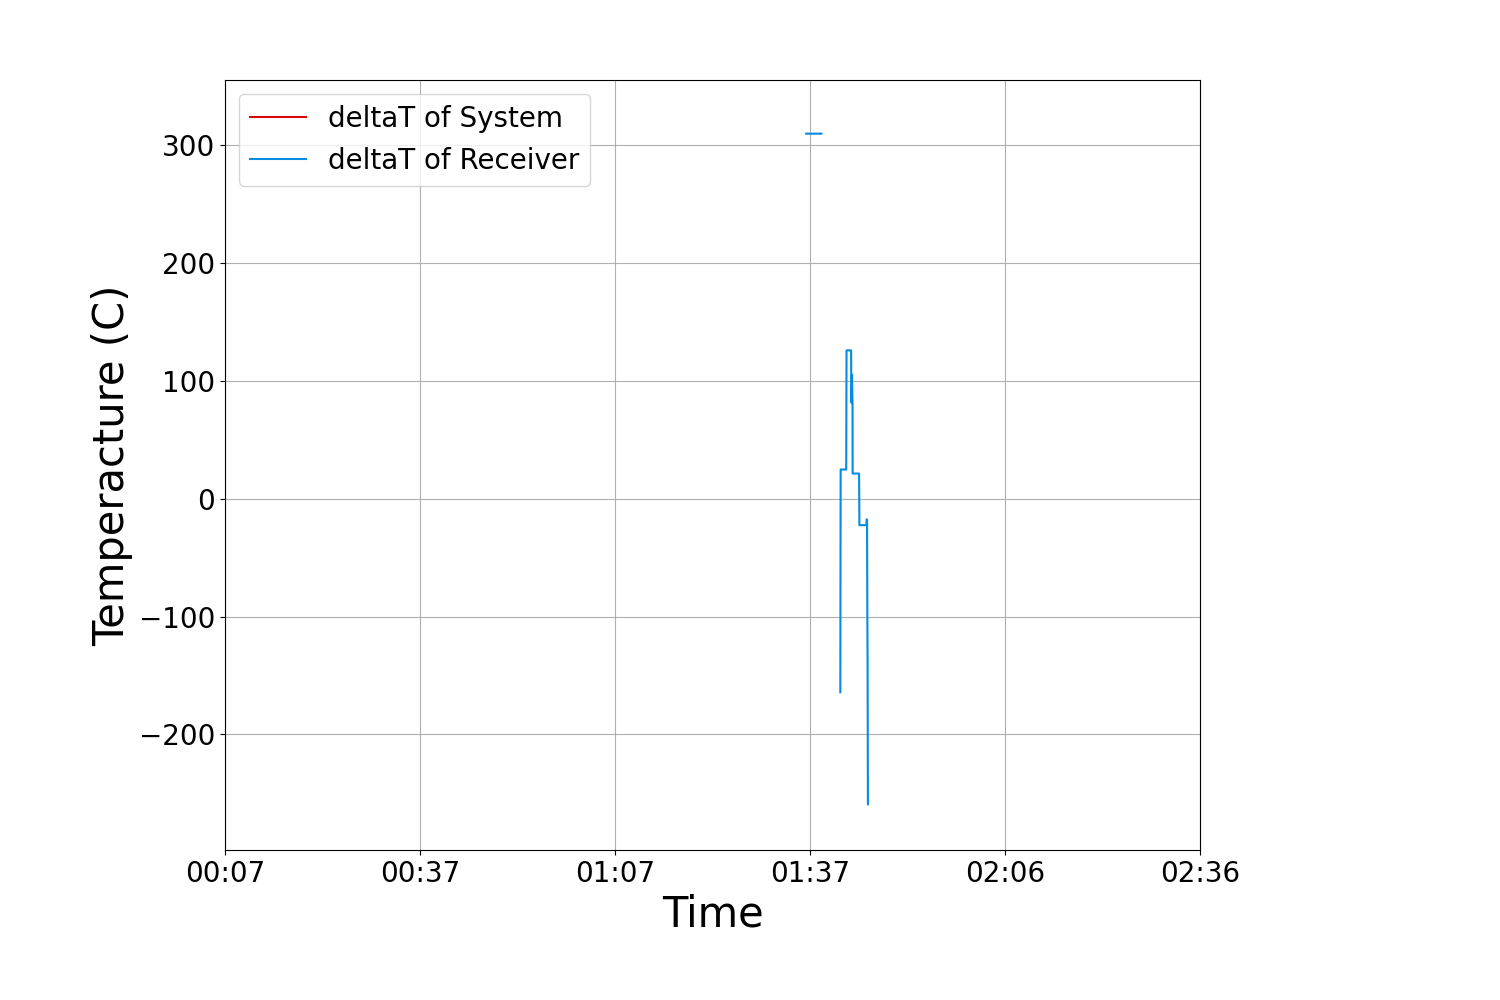 deltaT of System
deltaT of Receiver
300
200
100
0
−100
−200
Temperacture (C)
00:07 00:37 01:07 01:37 02:06 02:36
Time